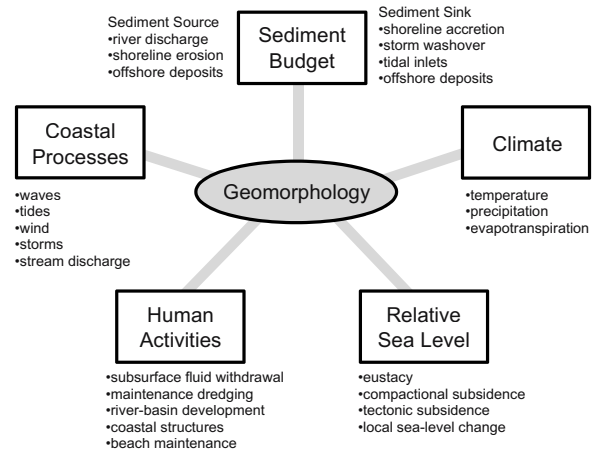 Sediment Source
•river discharge
•shoreline erosion
•offshore deposits
Sediment
Budget
Sediment Sink
•shoreline accretion
•storm washover
•tidal inlets
•offshore deposits
Coastal
Processes
•waves
•tides
•wind
•storms
•stream discharge
Geomorphology
Climate
•temperature
•precipitation
•evapotranspiration
Human
Activities
•subsurface fluid withdrawal
•maintenance dredging
•river-basin development
•coastal structures
•beach maintenance
Relative
Sea Level
•eustacy
•compactional subsidence
•tectonic subsidence
•local sea-level change